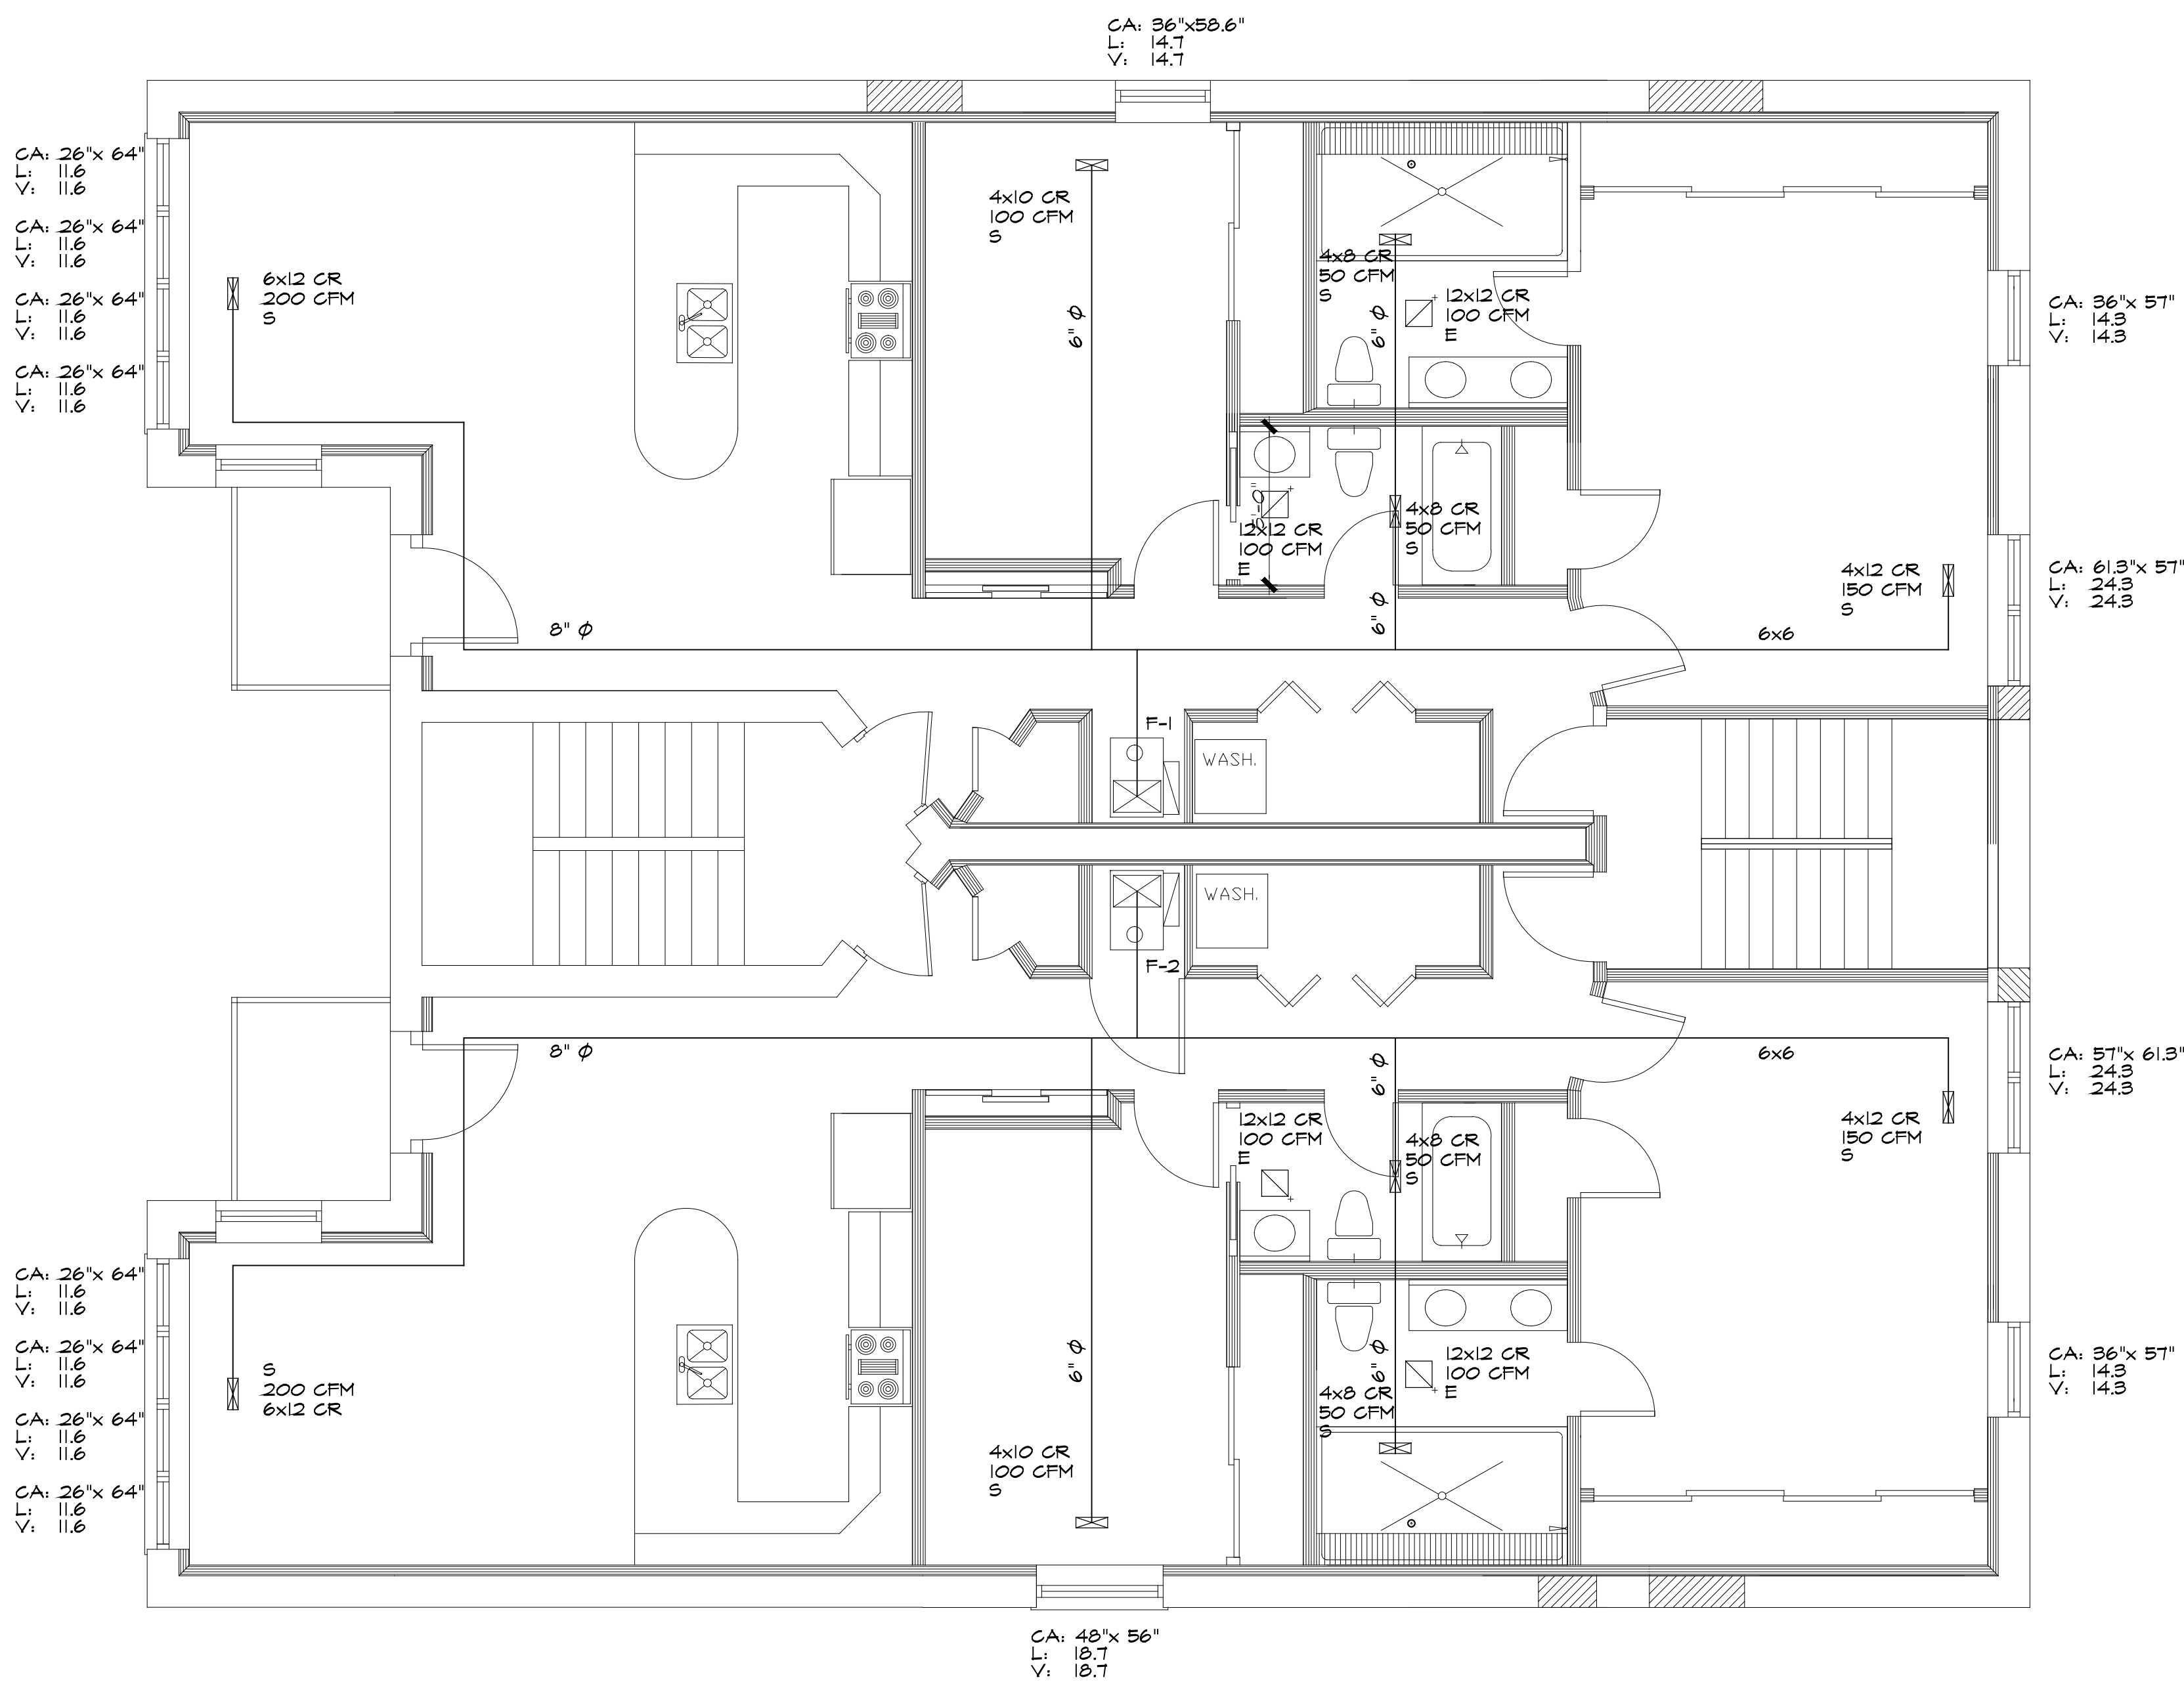 CA: 36"x58.6"
L: 14.7
V: 14.7
CA: 26"x 64"
L: 11.6
V: 11.6
CA: 26"x 64"
L: 11.6
V: 11.6
CA: 26"x 64"
L: 11.6
V: 11.6
CA: 26"x 64"
L: 11.6
V: 11.6
6x12 CR
200 CFM
S
4x10 CR
100 CFM
S
6" Ø
4x8 CR
50 CFM
S
6" Ø
12x12 CR
100 CFM
E
CA: 36"x 57"
L: 14.3
V: 14.3
12x12 CR
100 CFM
E
4x8 CR
50 CFM
S
6" Ø
4x12 CR
150 CFM
S
CA: 61.3"x 57"
L: 24.3
V: 24.3
8" Ø
6x6
F-1
WASH.
WASH.
F-2
8" Ø
6" Ø
6x6
CA: 57"x 61.3"
L: 24.3
V: 24.3
12x12 CR
100 CFM
E
4x8 CR
50 CFM
S
4x12 CR
150 CFM
S
CA: 26"x 64"
L: 11.6
V: 11.6
CA: 26"x 64"
L: 11.6
V: 11.6
CA: 26"x 64"
L: 11.6
V: 11.6
CA: 26"x 64"
L: 11.6
V: 11.6
S
200 CFM
6x12 CR
6" Ø
4x10 CR
100 CFM
S
6" Ø
4x8 CR
50 CFM
S
12x12 CR
100 CFM
E
CA: 36"x 57"
L: 14.3
V: 14.3
CA: 48"x 56"
L: 18.7
V: 18.7